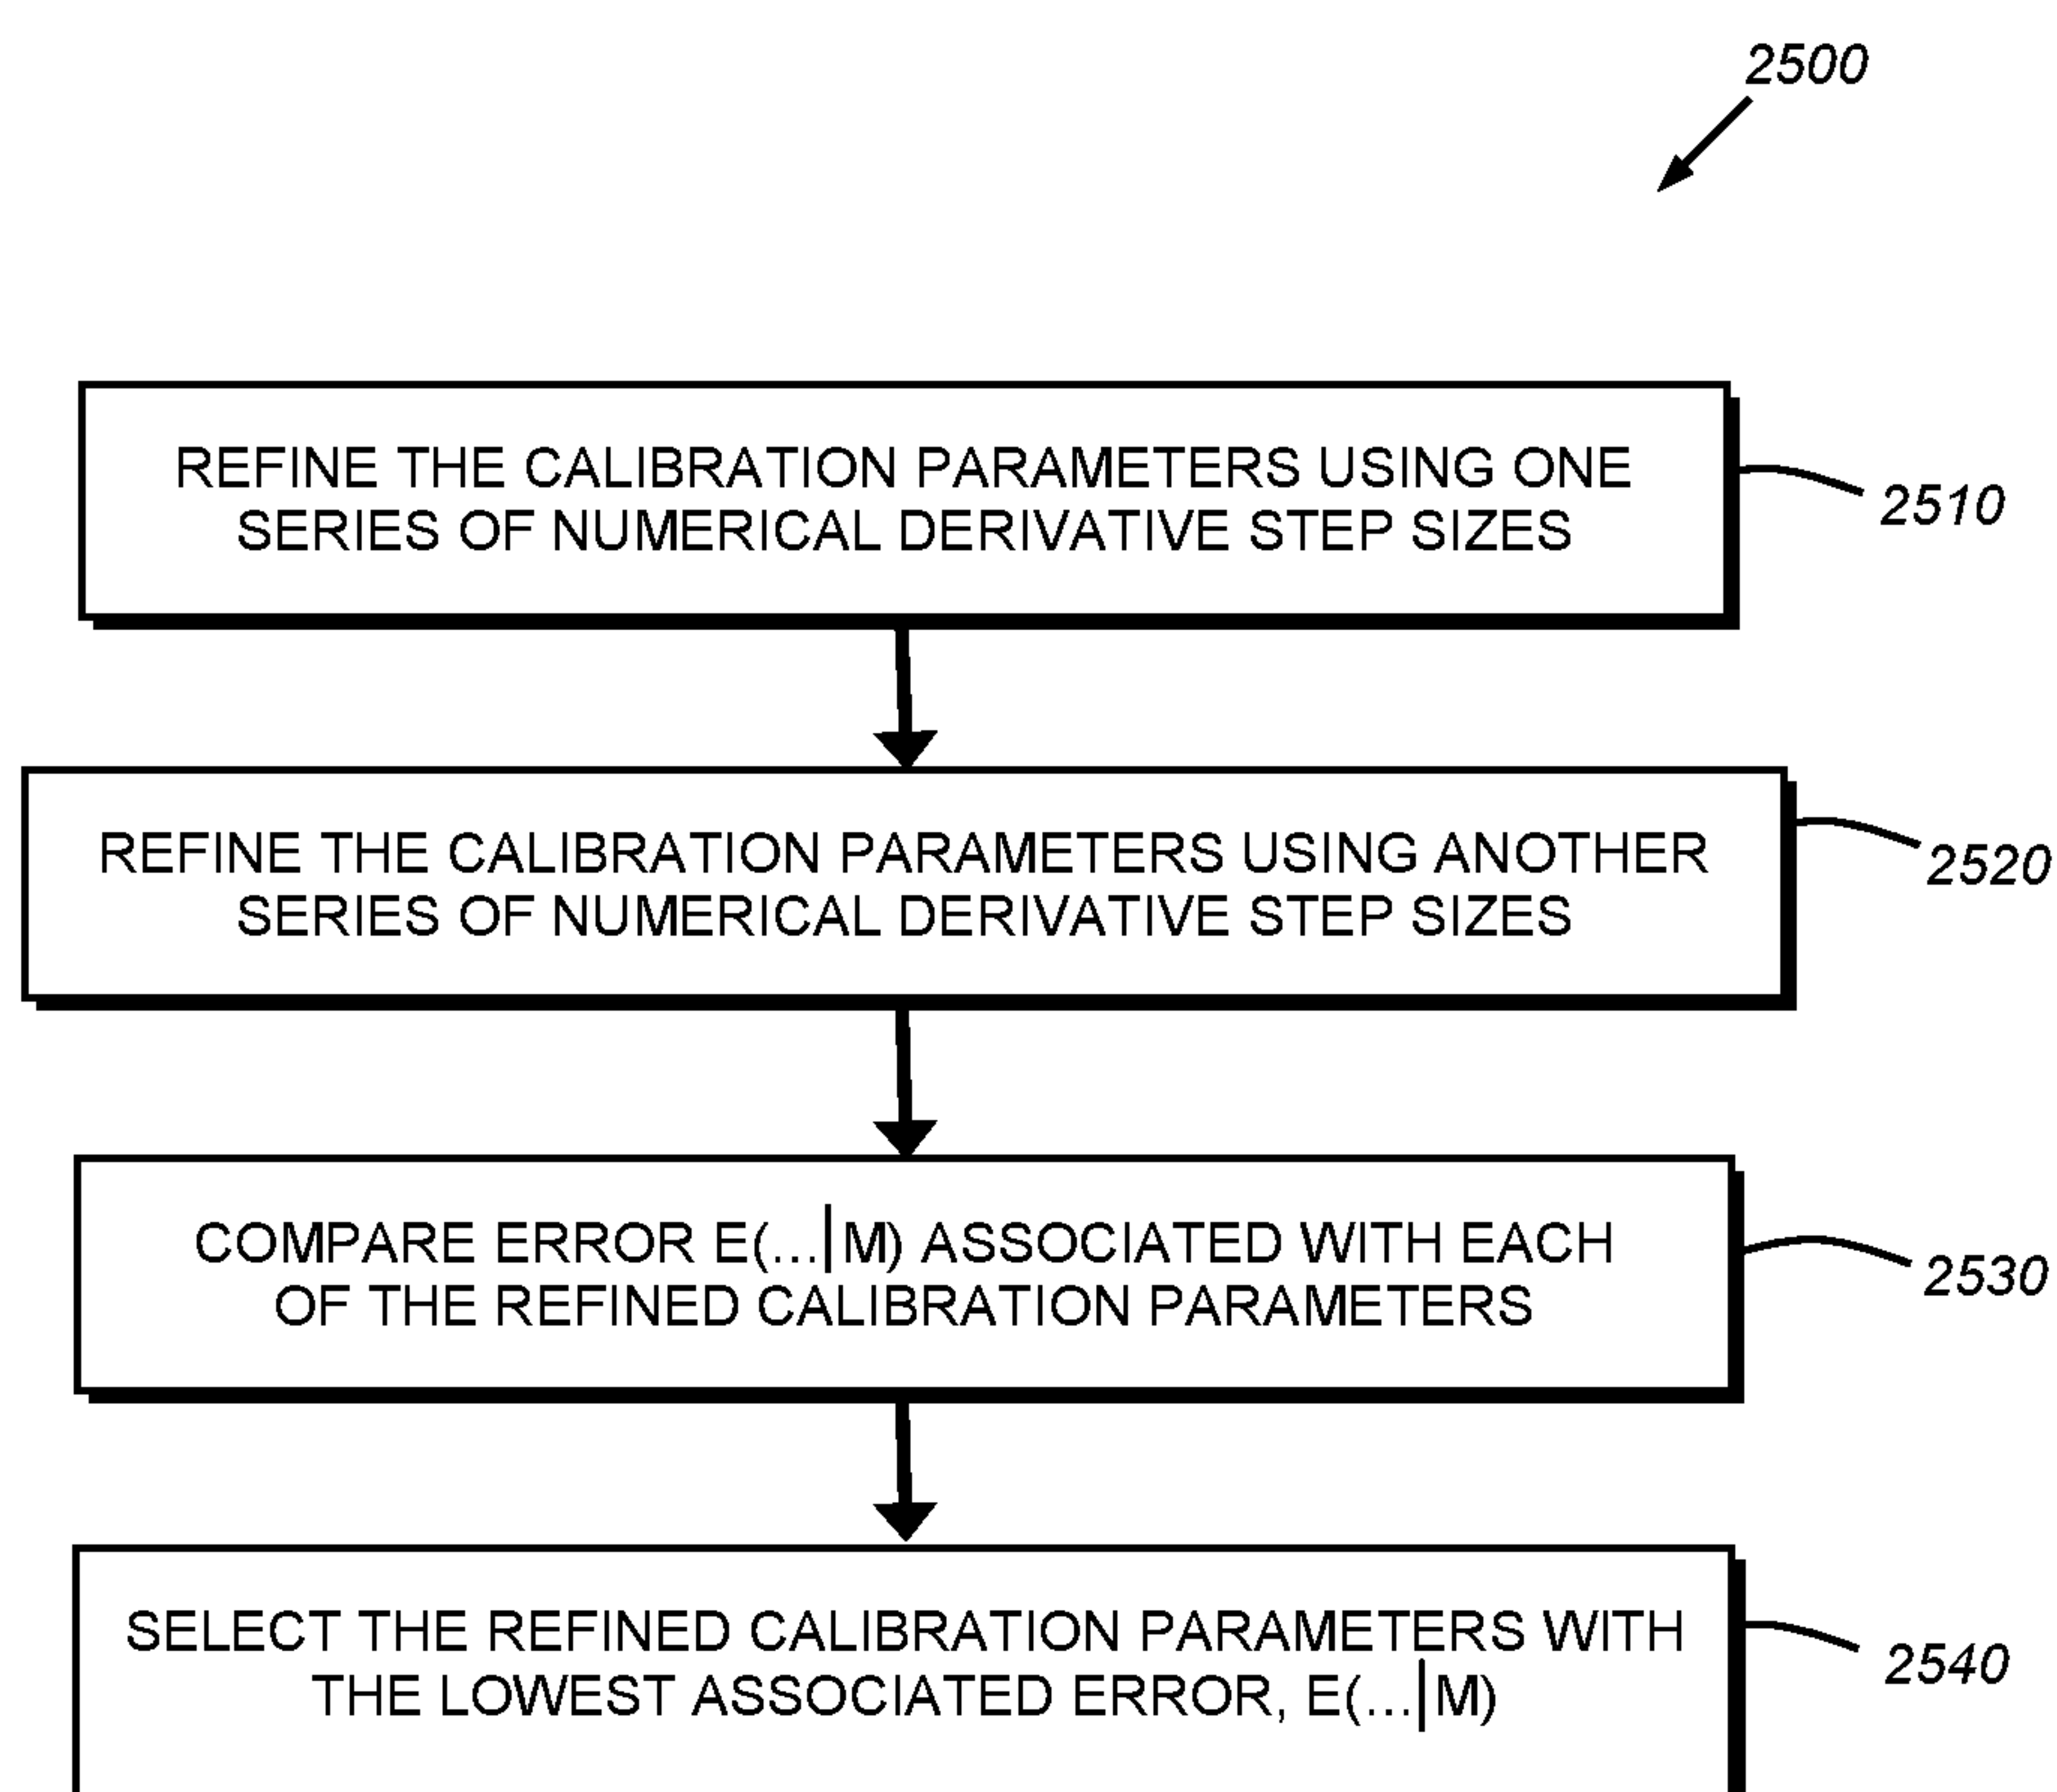 2500
REFINE THE CALIBRATION PARAMETERS USING ONE
SERIES OF NUMERICAL DERIVATIVE STEP SIZES
2510
REFINE THE CALIBRATION PARAMETERS USING ANOTHER
SERIES OF NUMERICAL DERIVATIVE STEP SIZES
2520
COMPARE ERROR E(...|M) ASSOCIATED WITH EACH
OF THE REFINED CALIBRATION PARAMETERS
2530
SELECT THE REFINED CALIBRATION PARAMETERS WITH
THE LOWEST ASSOCIATED ERROR, E(...|M)
2540